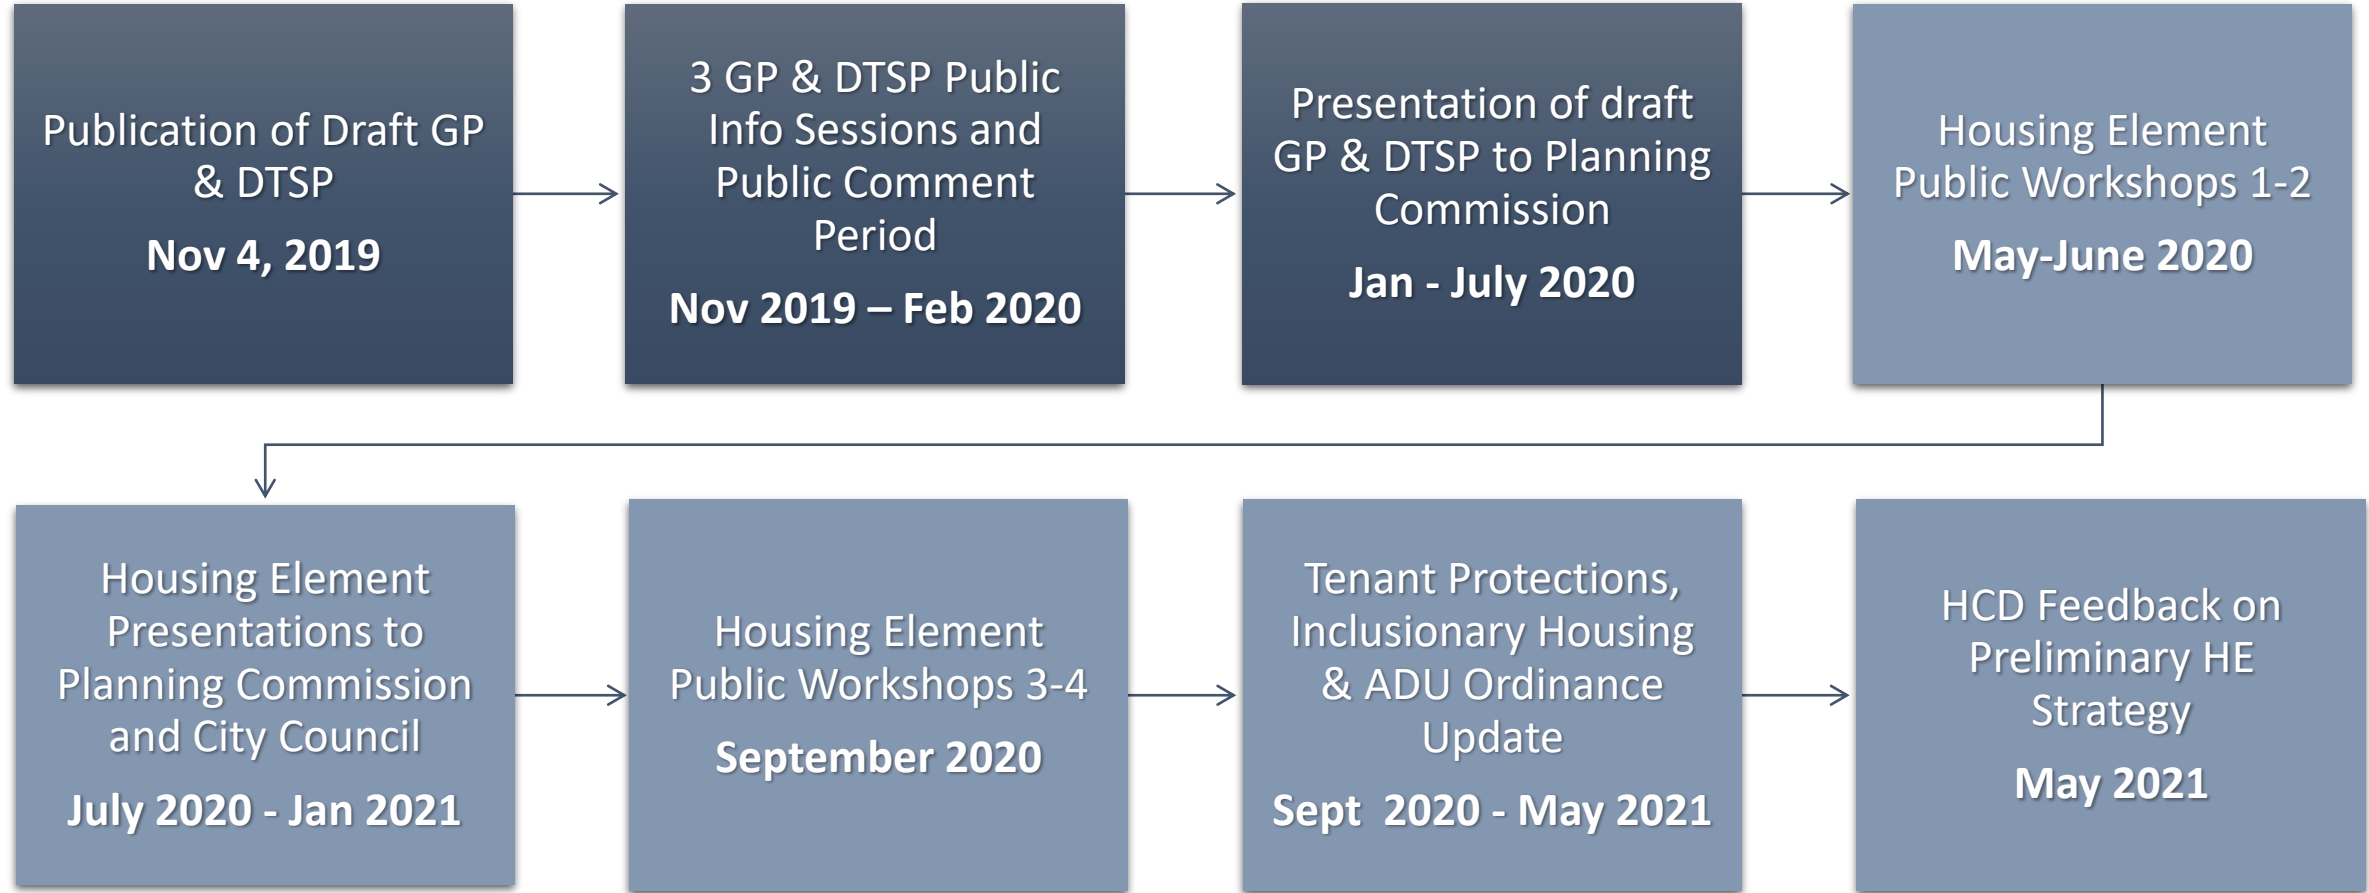 Publication of Draft GP
& DTSP
Nov 4, 2019
3 GP & DTSP Public
Info Sessions and
Public Comment
Period
Nov 2019 – Feb 2020
Presentation of draft
GP & DTSP to Planning
Commission
Jan - July 2020
Housing Element
Public Workshops 1-2
May-June 2020
Housing Element
Presentations to
Planning Commission
and City Council
July 2020 - Jan 2021
Housing Element
Public Workshops 3-4
September 2020
Tenant Protections,
Inclusionary Housing
& ADU Ordinance
Update
Sept  2020 - May 2021
HCD Feedback on
Preliminary HE
Strategy
May 2021